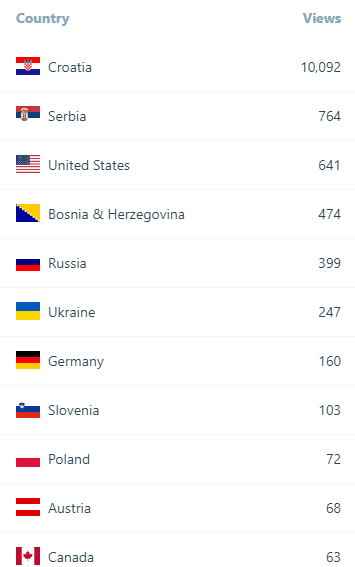 Country Views
Croatia 10,092
Serbia 764
United States 641
Bosnia & Herzegovina 474
Russia 399
Ukraine 247
Germany 160
Slovenia 103
Poland 72
Austria 68
Canada 63